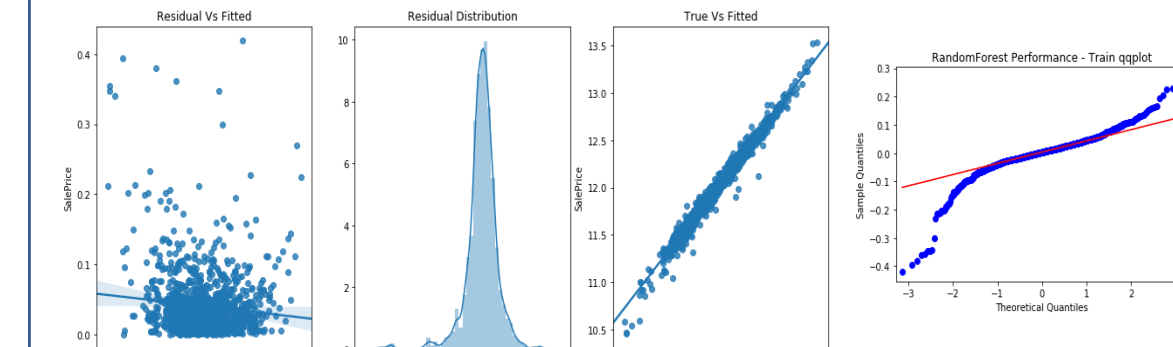 Residual Vs Fitted
SalePrice
0.4
0.3
0.2
0.1
0.0
Residual Distribution
10
8
6
4
2
True Vs Fitted
SalePrice
13.5
13.0
12.5
12.0
11.5
11.0
10.5
RandomForest Performance - Train qqplot
Sample Quantiles
0.3
0.2
0.1
0.0
−0.1
−0.2
−0.3
−0.4
−3 −2 −1 0 1 2
Theoretical Quantiles